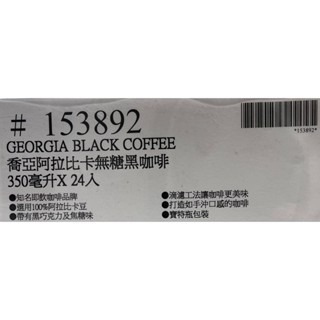 # 153892
*153892*
GEORGIA BLACK COFFEE
喬亞阿拉比卡無糖黑咖啡
350毫升X 24入
●知名即飲咖啡品牌
●選用100%阿拉比卡豆
●帶有黑巧克力及焦糖味
●滴濾工法讓咖啡更美味
●打造如手沖口感的咖啡
●寶特瓶包裝